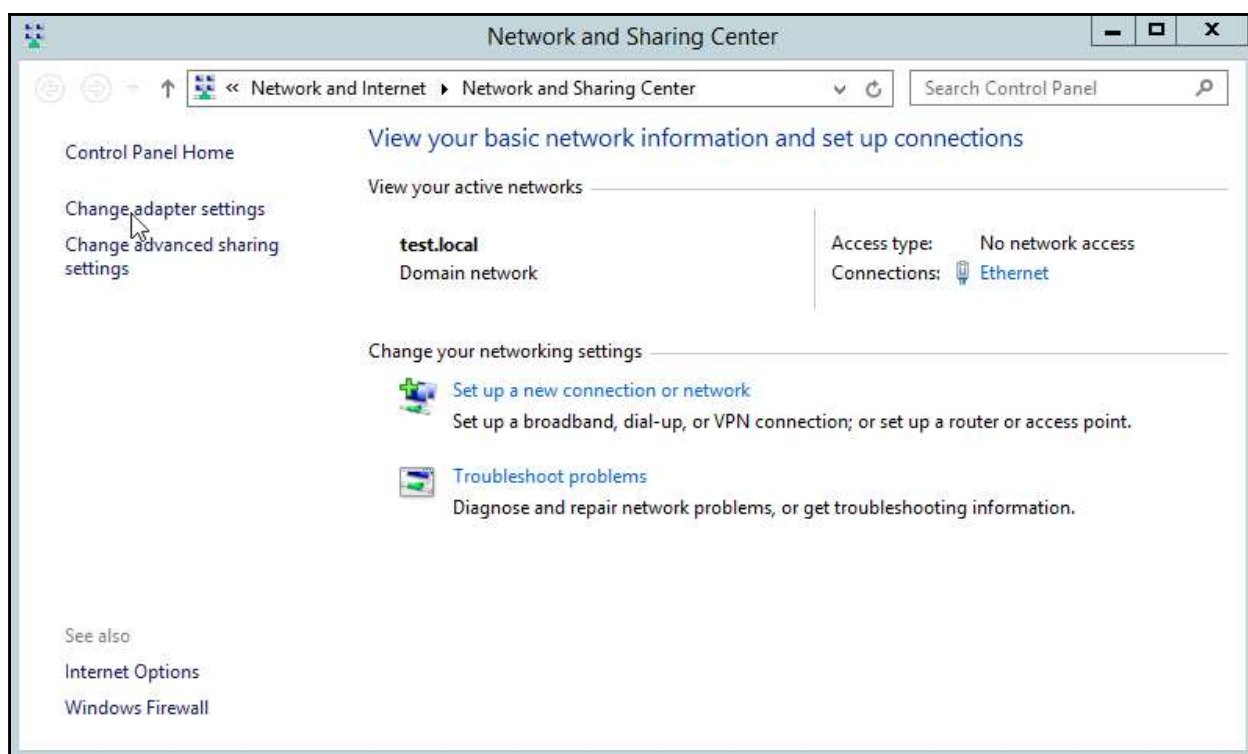 Network and Sharing Center
« Network and Internet ▸ Network and Sharing Center
Search Control Panel
Control Panel Home
Change adapter settings
Change advanced sharing
settings
View your basic network information and set up connections
View your active networks
test.local
Domain network
Access type: No network access
Connections: Ethernet
Change your networking settings
Set up a new connection or network
Set up a broadband, dial-up, or VPN connection; or set up a router or access point.
Troubleshoot problems
Diagnose and repair network problems, or get troubleshooting information.
See also
Internet Options
Windows Firewall